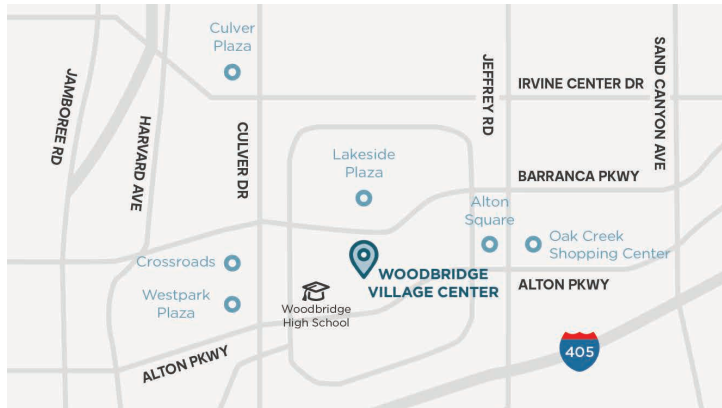 Culver
Plaza
JAMBOREE RD
HARVARD AVE
CULVER DR
JEFFREY RD
SAND CANYON AVE
IRVINE CENTER DR
Lakeside
Plaza
BARRANCA PKWY
Alton
Square
Oak Creek
Shopping Center
Crossroads
WOODBRIDGE
VILLAGE CENTER
ALTON PKWY
Westpark
Plaza
Woodbridge
High School
ALTON PKWY
405